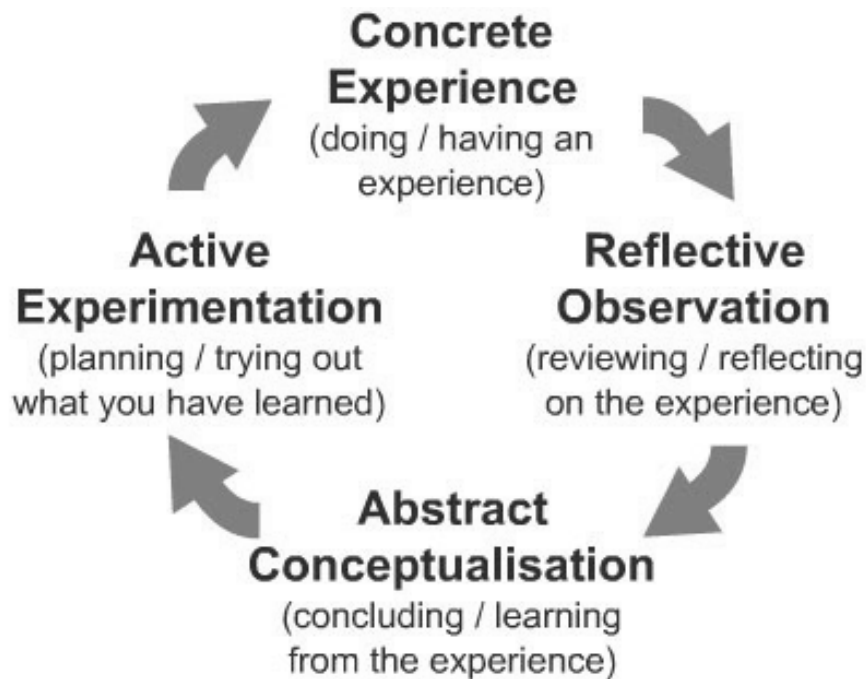 Concrete
Experience
(doing / having an
experience)
Reflective
Observation
(reviewing / reflecting
on the experience)
Abstract
Conceptualisation
(concluding / learning
from the experience)
Active
Experimentation
(planning / trying out
what you have learned)